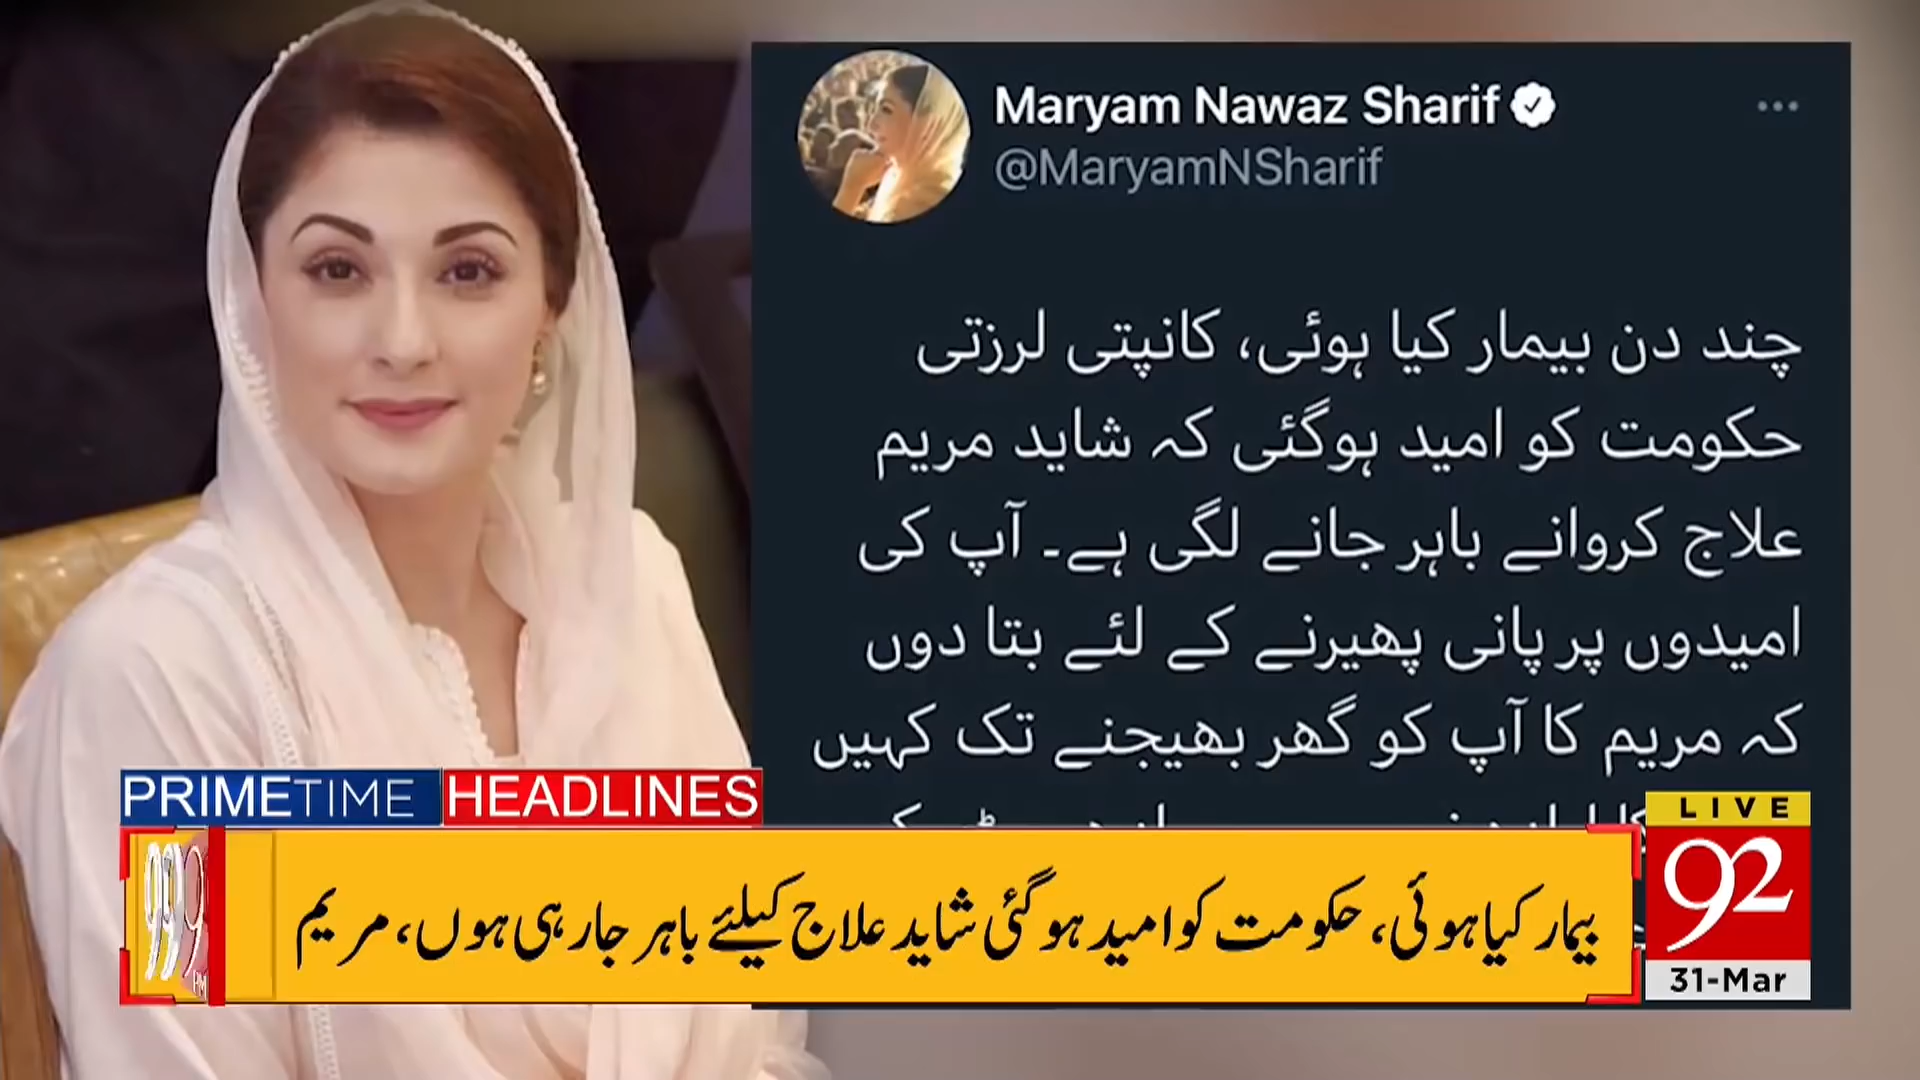 Maryam Nawaz Sharif
@MaryamNSharif
چند دن بیمار کیا ہوئی، کانپتی لرزتی
حکومت کو امید ہوگئی کہ شاید مریم
علاج کروانے باہر جانے لگی ہے۔ آپ کی
امیدوں پر پانی پھیرنے کے لئے بتا دوں
کہ مریم کا آپ کو گھر بھیجنے تک کہیں
PRIMETIME HEADLINES
LIVE
92
31-Mar
بیمار کیا ہوئی، حکومت کو امید ہوگئی شاید علاج کیلئے باہر جارہی ہوں، مریم